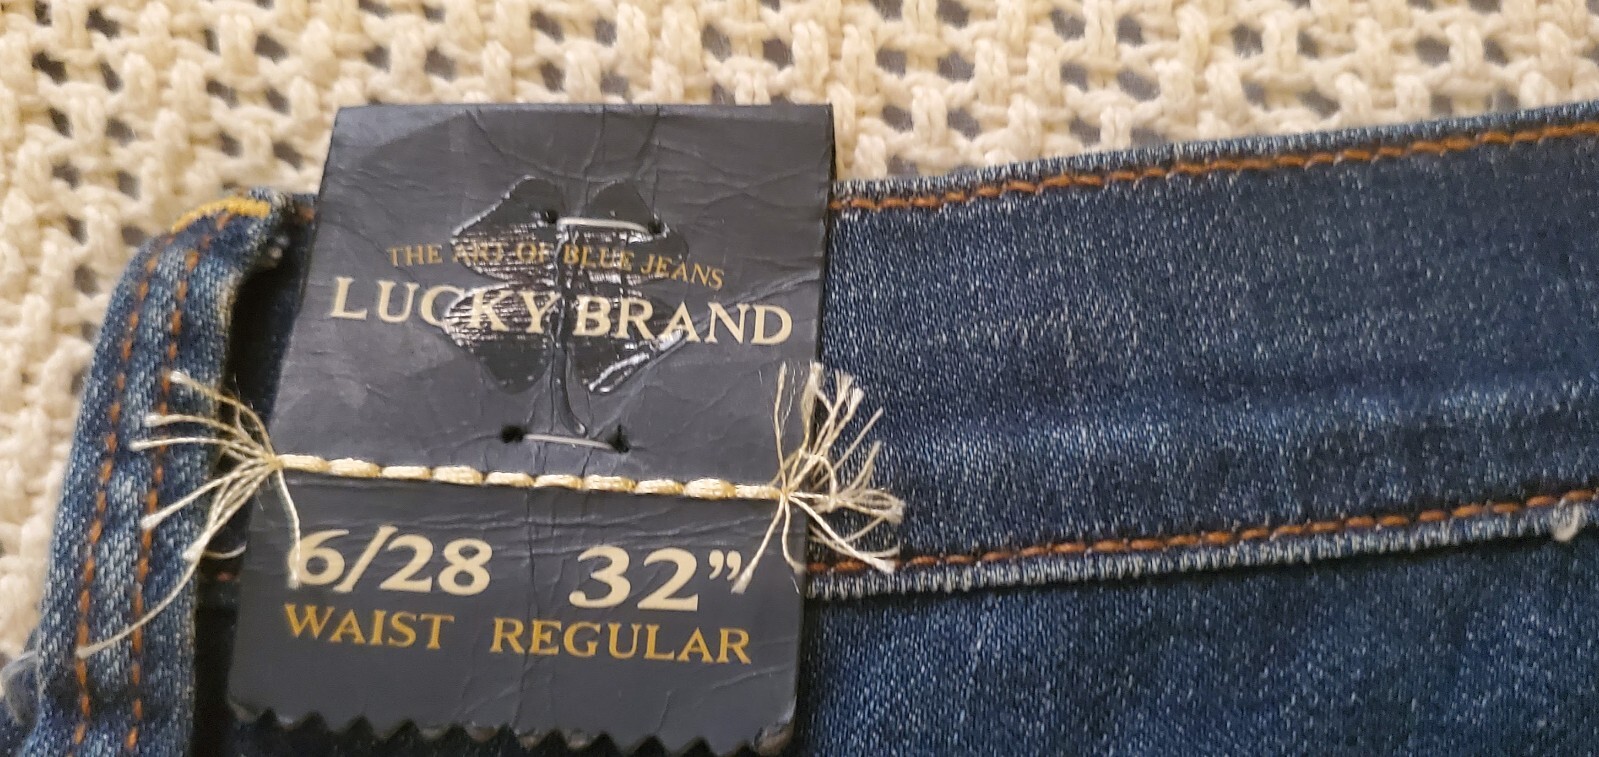 THE ART OF BLUE JEANS
LUCKY BRAND
6/28 32”
WAIST REGULAR